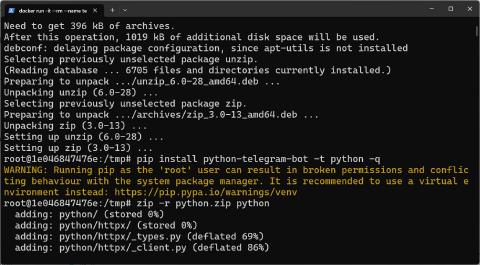 docker run -it --rm --name te
Need to get 396 kB of archives.
After this operation, 1019 kB of additional disk space will be used.
debconf: delaying package configuration, since apt-utils is not installed
Selecting previously unselected package unzip.
(Reading database ... 6705 files and directories currently installed.)
Preparing to unpack .../unzip_6.0-28_amd64.deb ...
Unpacking unzip (6.0-28) ...
Selecting previously unselected package zip.
Preparing to unpack .../archives/zip_3.0-13_amd64.deb ...
Unpacking zip (3.0-13) ...
Setting up unzip (6.0-28) ...
Setting up zip (3.0-13) ...
root@1e046847476e:/tmp# pip install python-telegram-bot -t python -q
WARNING: Running pip as the 'root' user can result in broken permissions and conflic
ting behaviour with the system package manager. It is recommended to use a virtual e
nvironment instead: https://pip.pypa.io/warnings/venv
root@1e046847476e:/tmp# zip -r python.zip python
  adding: python/ (stored 0%)
  adding: python/httpx/ (stored 0%)
  adding: python/httpx/_types.py (deflated 69%)
  adding: python/httpx/_client.py (deflated 86%)